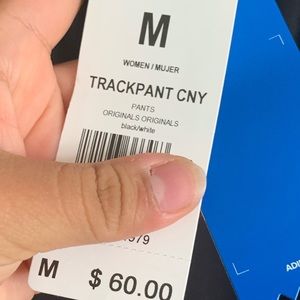 M
WOMEN / MUJER
TRACKPANT CNY
PANTS
ORIGINALS ORIGINALS
black/white
M
$ 60.00